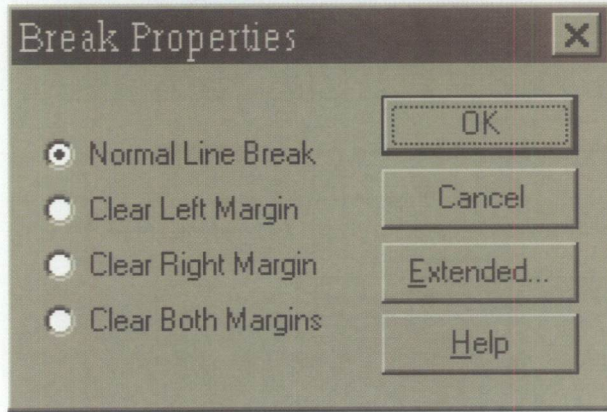 Break Properties
Normal Line Break
Clear Left Margin
Clear Right Margin
Clear Both Margins
OK
Cancel
Extended...
Help